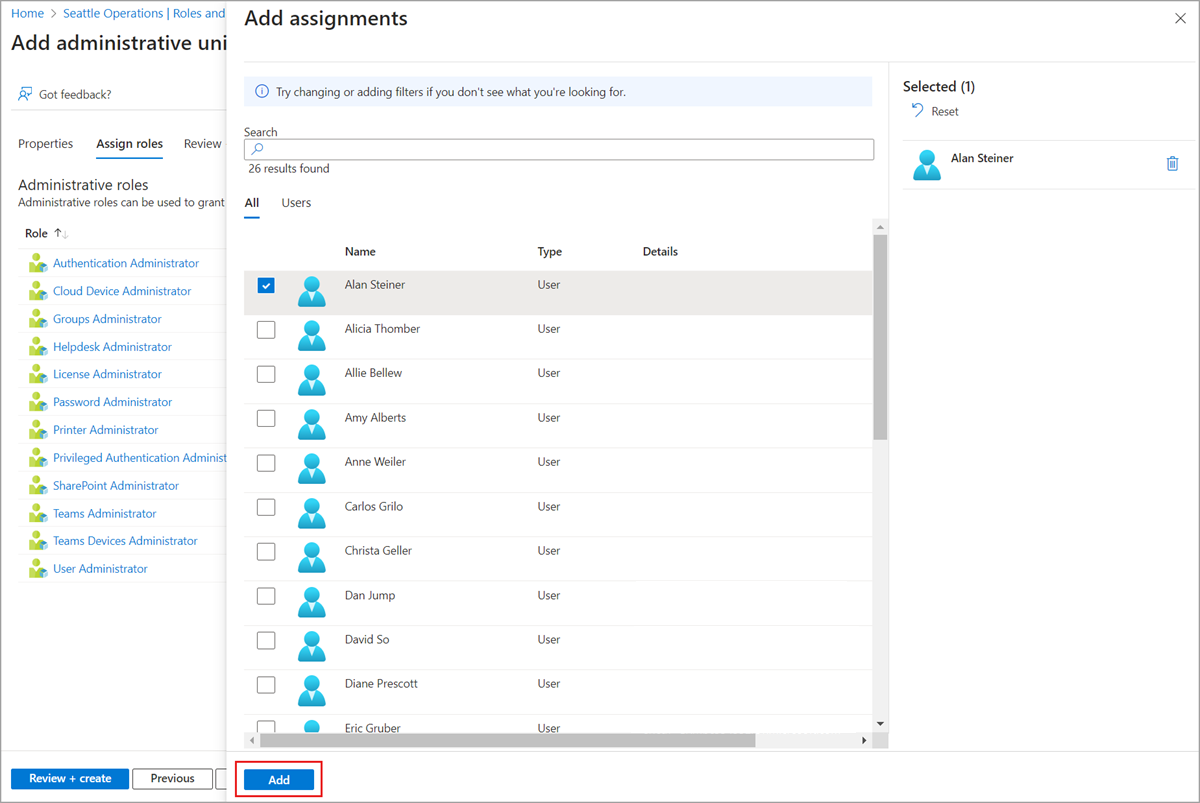 Home > Seattle Operations | Roles and
Add administrative uni
Got feedback?
Properties Assign roles Review
Administrative roles
Administrative roles can be used to grant
Role ↑↓
Authentication Administrator
Cloud Device Administrator
Groups Administrator
Helpdesk Administrator
License Administrator
Password Administrator
Printer Administrator
Privileged Authentication Administ
SharePoint Administrator
Teams Administrator
Teams Devices Administrator
User Administrator
Review + create Previous
Add assignments
Try changing or adding filters if you don't see what you're looking for.
Search
26 results found
All Users
Name Type Details
Alan Steiner User
Alicia Thomber User
Allie Bellew User
Amy Alberts User
Anne Weiler User
Carlos Grilo User
Christa Geller User
Dan Jump User
David So User
Diane Prescott User
Eric Gruber User
Add
Selected (1)
Reset
Alan Steiner